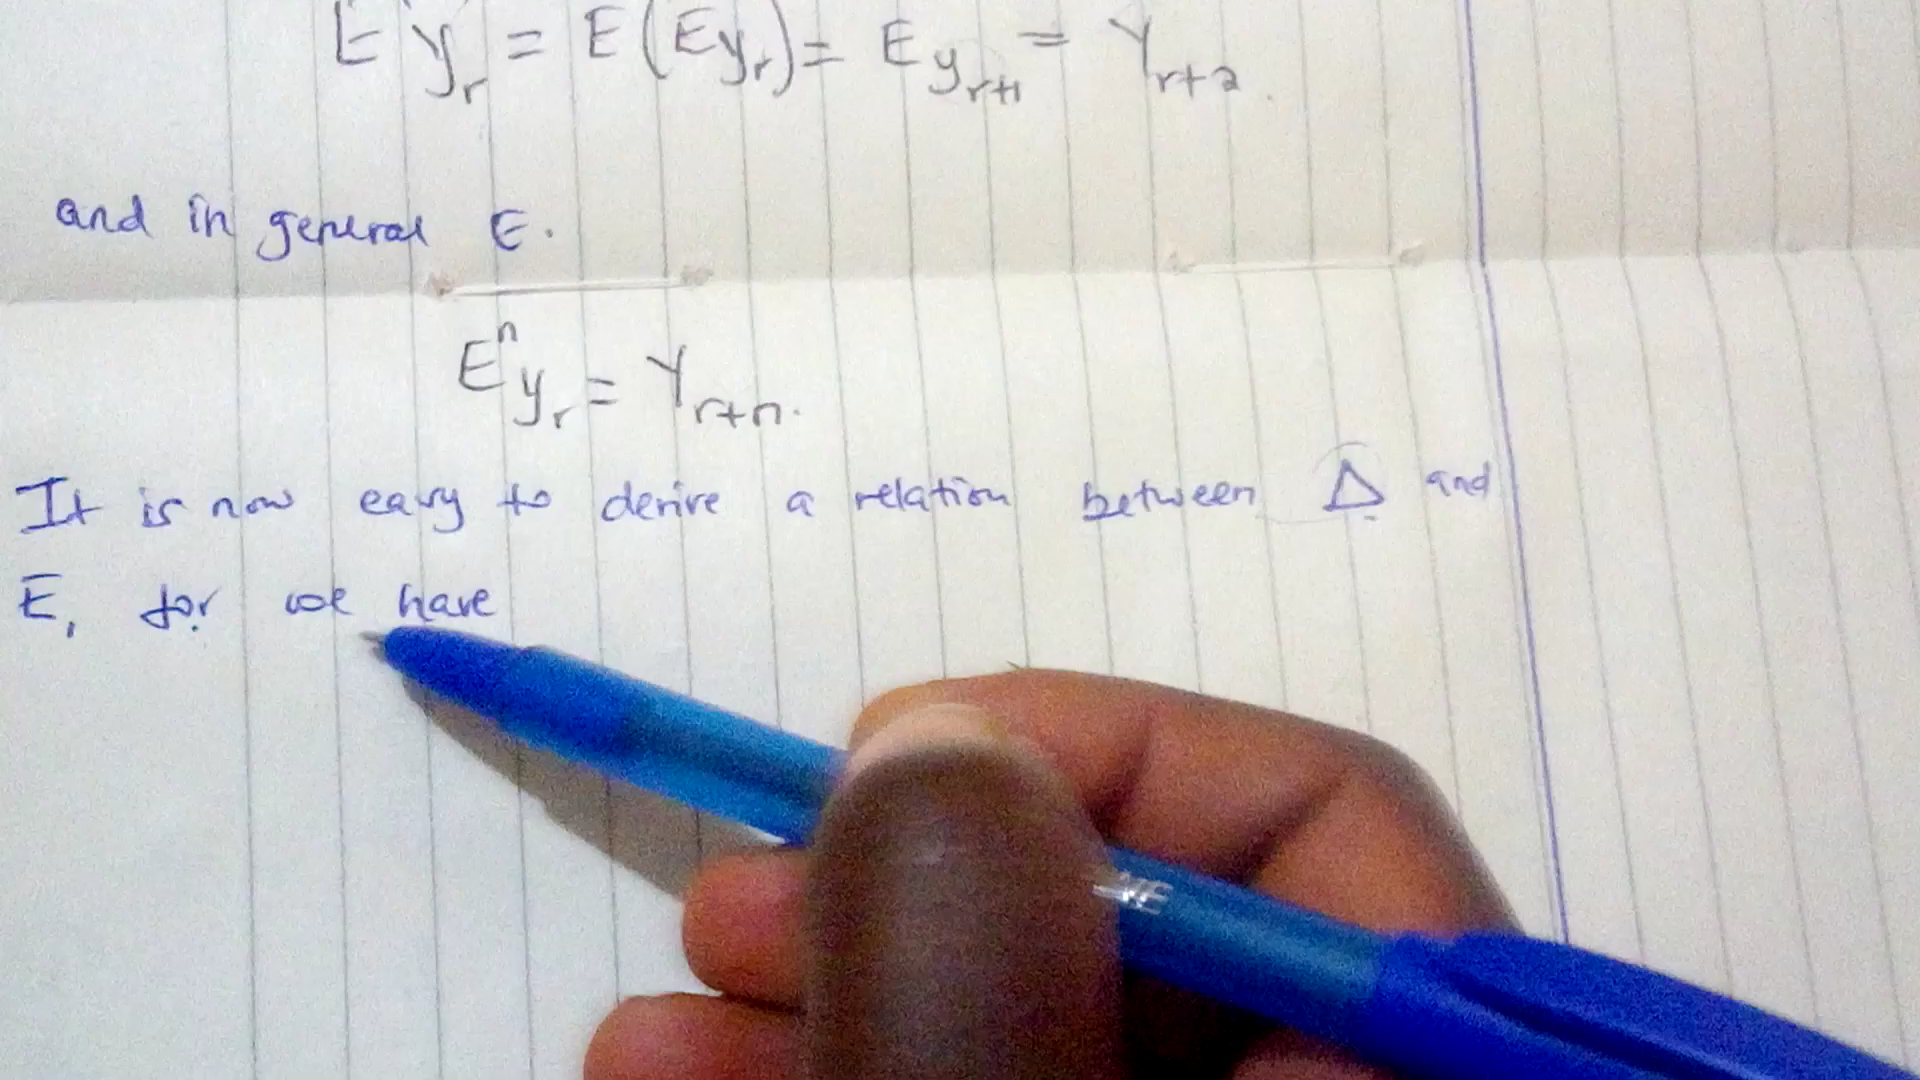 E y_r = E(Ey_r) = Ey_{r+1} = Y_{r+2}.
and in general E.
E^n y_r = Y_{r+n}.
It is now easy to derive a relation between Δ and
E, for we have